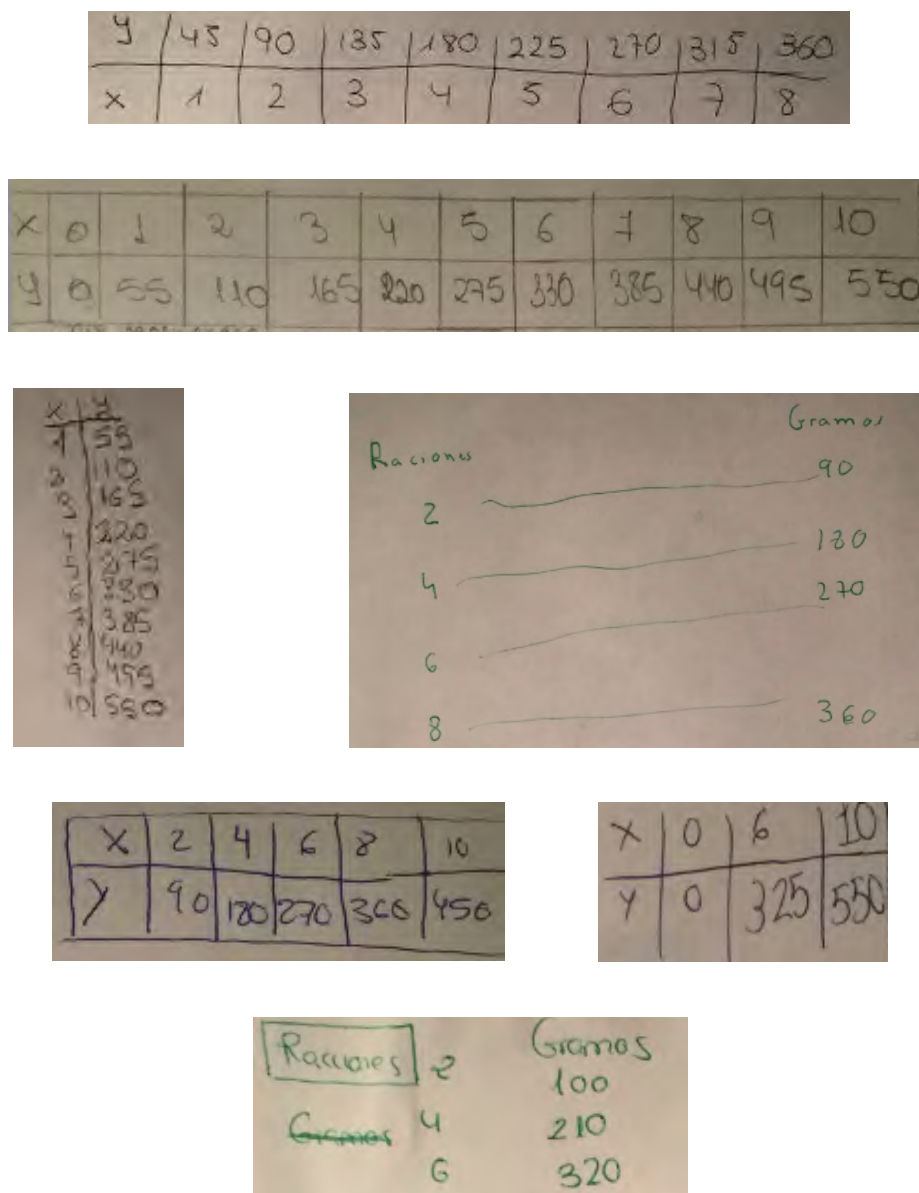 y 45 90 135 180 225 270 315 360
x 1 2 3 4 5 6 7 8
x 0 1 2 3 4 5 6 7 8 9 10
y 0 55 110 165 220 275 330 385 440 495 550
x y
1 55
2 110
3 165
4 220
5 275
6 330
7 385
8 440
9 495
10 550
Raciones Gramos
2 90
4 180
6 270
8 360
X 2 4 6 8 10
Y 90 180 270 360 450
x 0 6 10
y 0 325 550
Raciones Gramos
2 100
Gramos 4 210
6 320